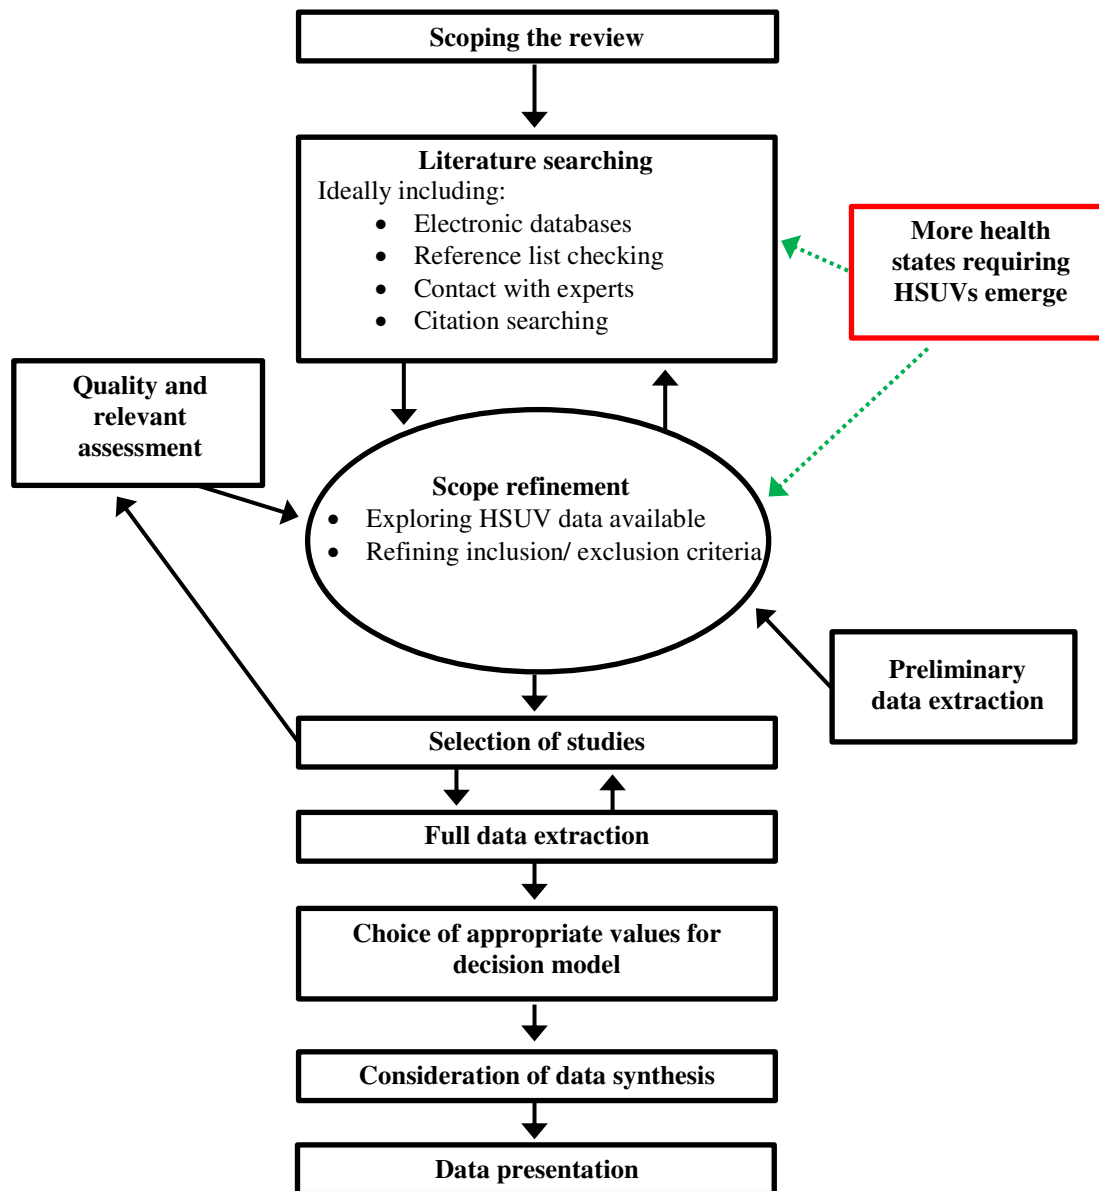 Scoping the review
Literature searching
Ideally including:
• Electronic databases
• Reference list checking
• Contact with experts
• Citation searching
More health
states requiring
HSUVs emerge
Quality and
relevant
assessment
Scope refinement
• Exploring HSUV data available
• Refining inclusion/ exclusion criteria
Preliminary
data extraction
Selection of studies
Full data extraction
Choice of appropriate values for
decision model
Consideration of data synthesis
Data presentation